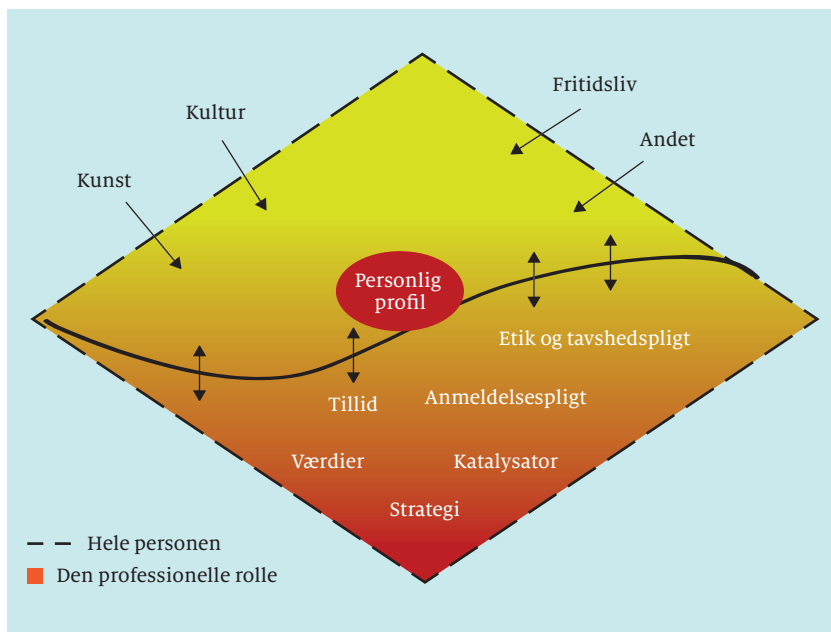 Fritidsliv
Kultur
Andet
Kunst
Personlig
profil
Etik og tavshedspligt
Anmeldelsespligt
Tillid
Værdier
Katalysator
Strategi
Hele personen
Den professionelle rolle